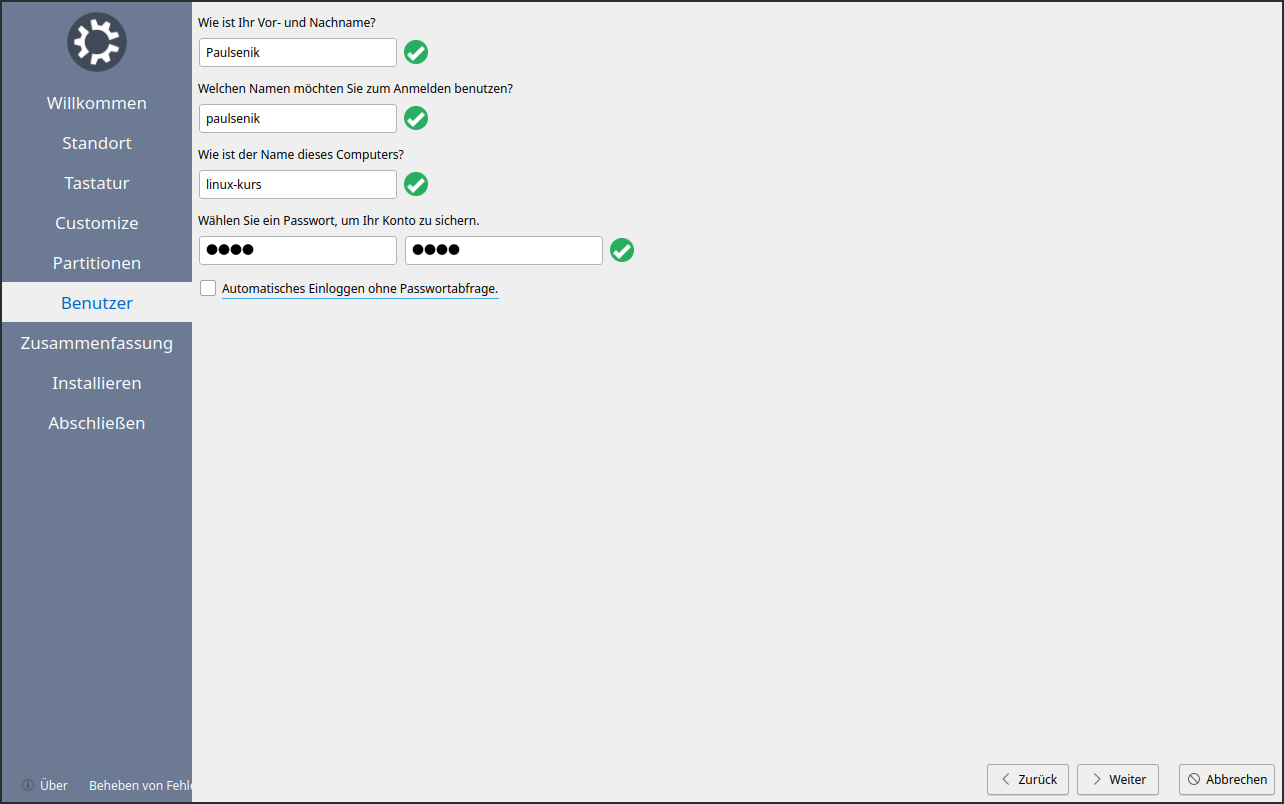 Willkommen
Standort
Tastatur
Customize
Partitionen
Benutzer
Zusammenfassung
Installieren
Abschließen
Über
Beheben von Fehl
Wie ist Ihr Vor- und Nachname?
Paulsenik
Welchen Namen möchten Sie zum Anmelden benutzen?
paulsenik
Wie ist der Name dieses Computers?
linux-kurs
Wählen Sie ein Passwort, um Ihr Konto zu sichern.
●●●● ●●●●
Automatisches Einloggen ohne Passwortabfrage.
Zurück Weiter Abbrechen